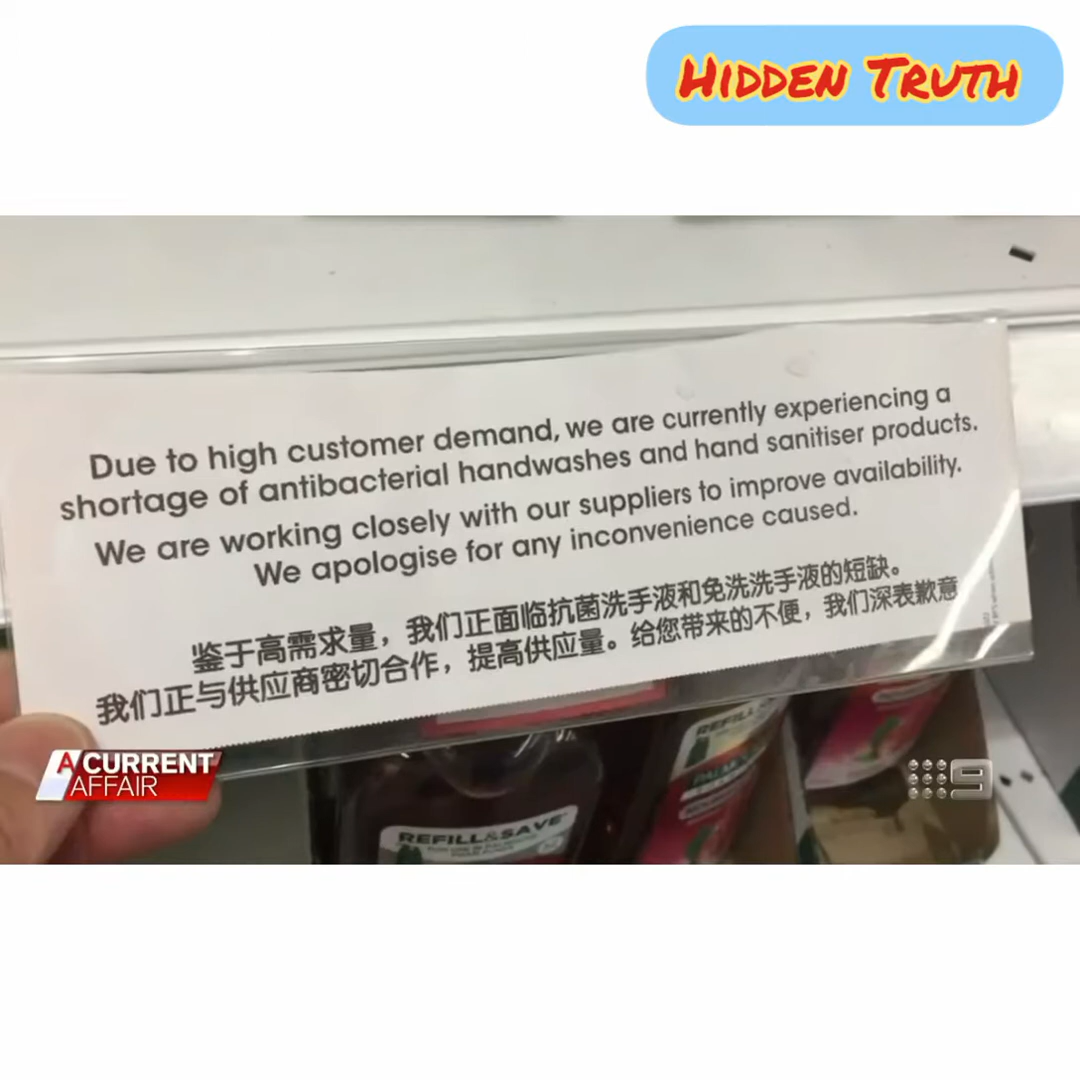 HIDDEN TRUTH
Due to high customer demand, we are currently experiencing a
shortage of antibacterial handwashes and hand sanitiser products.
We are working closely with our suppliers to improve availability.
We apologise for any inconvenience caused.
鉴于高需求量，我们正面临抗菌洗手液和免洗洗手液的短缺。
我们正与供应商密切合作，提高供应量。给您带来的不便，我们深表歉意
A CURRENT
AFFAIR
9
REFILL&SAVE
REFILL
PALM